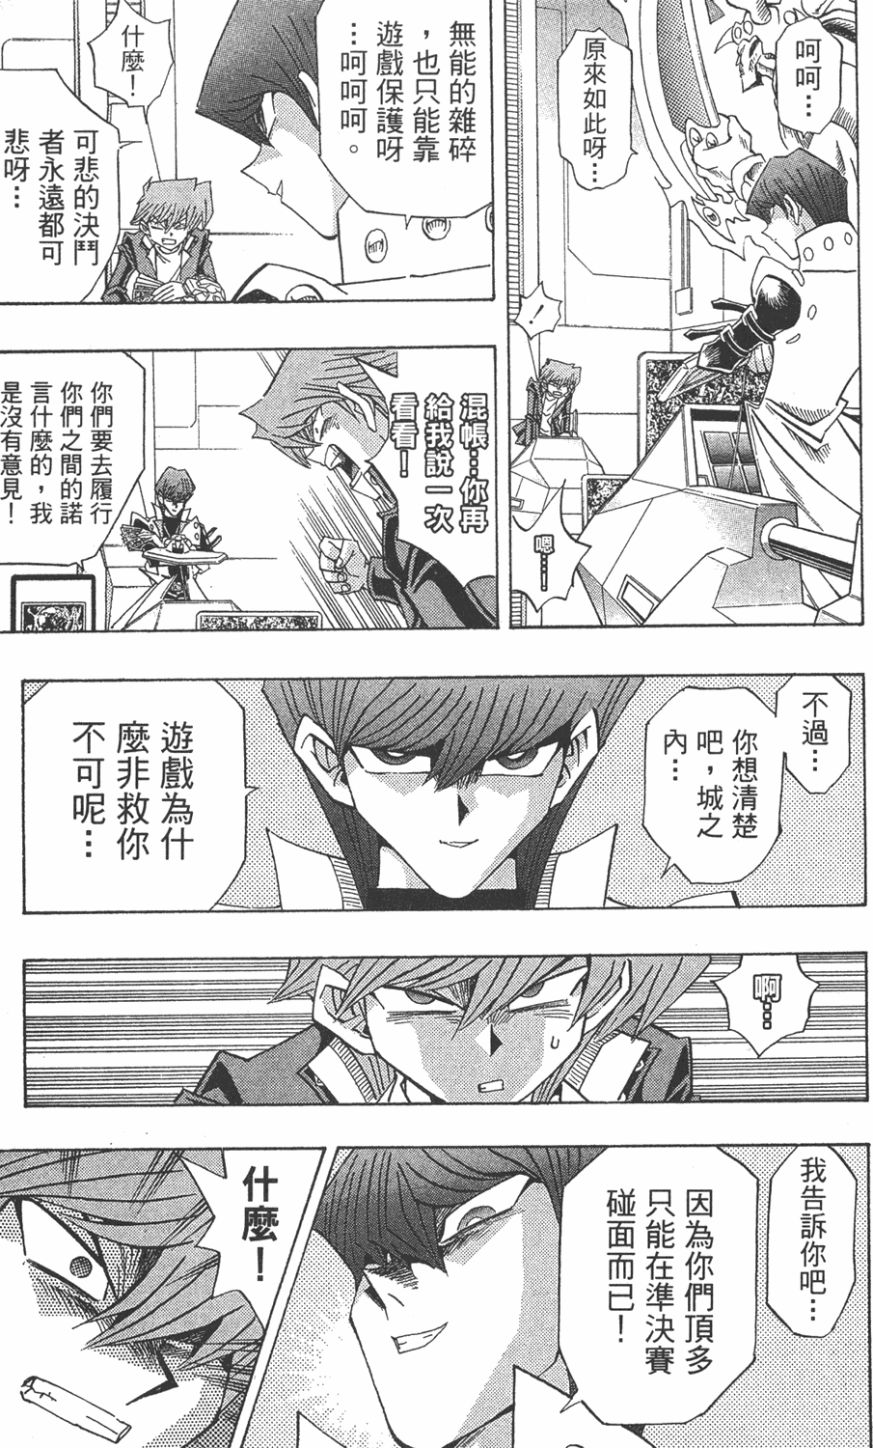 呵呵…
原來如此呀…
！
嗯…
無能的雜碎
，也只能靠
遊戲保護呀
…呵呵呵。
什麼！
可悲的決鬥
者永遠都可
悲呀…
混帳…你再
給我說一次
看看！
你們要去履行
你們之間的諾
言什麼的，我
是沒有意見！
不過…
你想清楚
吧，城之
內…
遊戲為什
麼非救你
不可呢…
啊…
我告訴你吧…
因為你們頂多
只能在準決賽
碰面而已！
什麼！